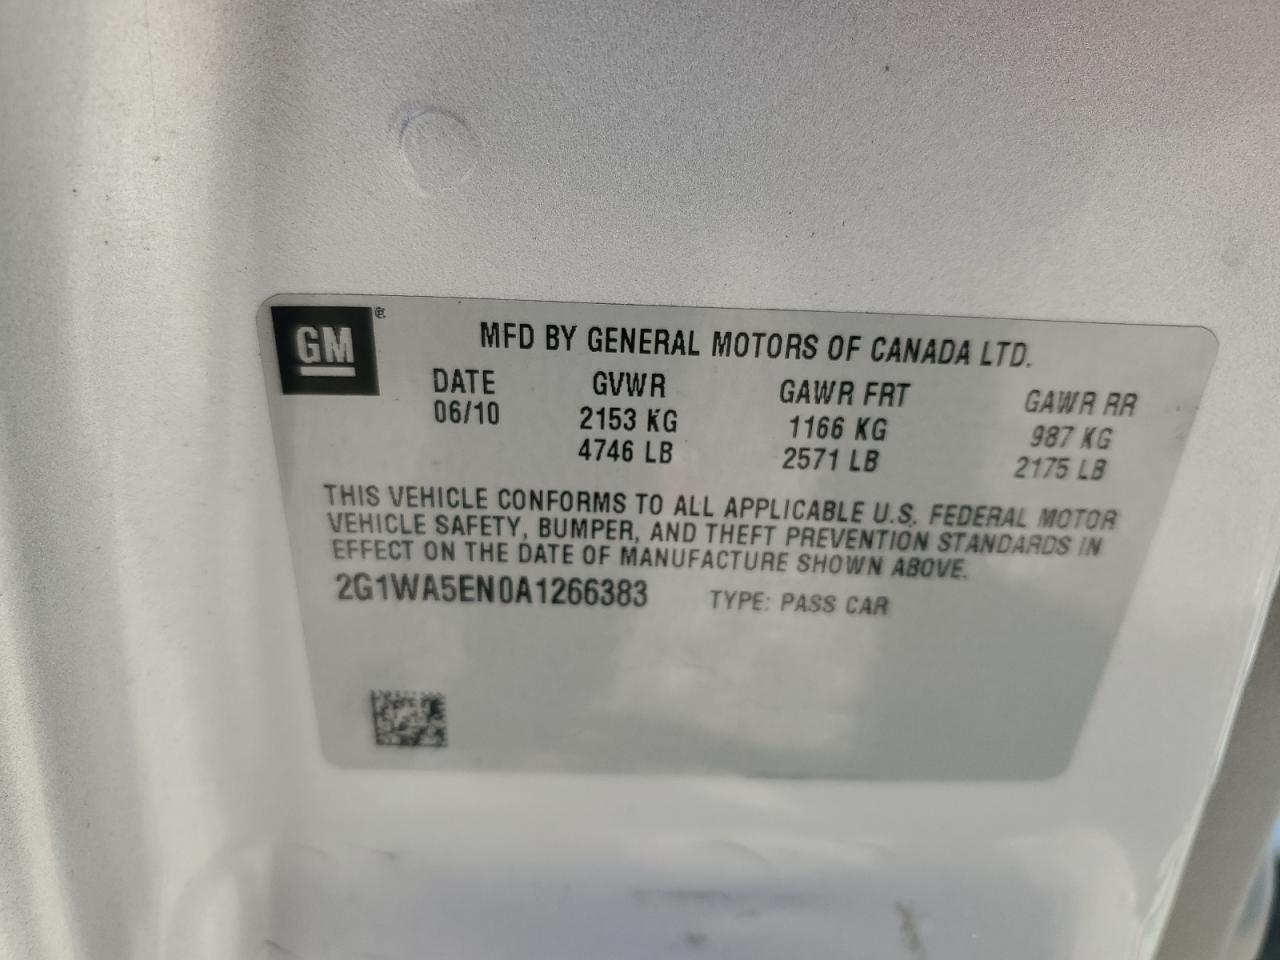 GM®
MFD BY GENERAL MOTORS OF CANADA LTD.
DATE GVWR GAWR FRT GAWR RR
06/10 2153 KG 1166 KG 987 KG
4746 LB 2571 LB 2175 LB
THIS VEHICLE CONFORMS TO ALL APPLICABLE U.S. FEDERAL MOTOR
VEHICLE SAFETY, BUMPER, AND THEFT PREVENTION STANDARDS IN
EFFECT ON THE DATE OF MANUFACTURE SHOWN ABOVE.
2G1WA5EN0A1266383 TYPE: PASS CAR